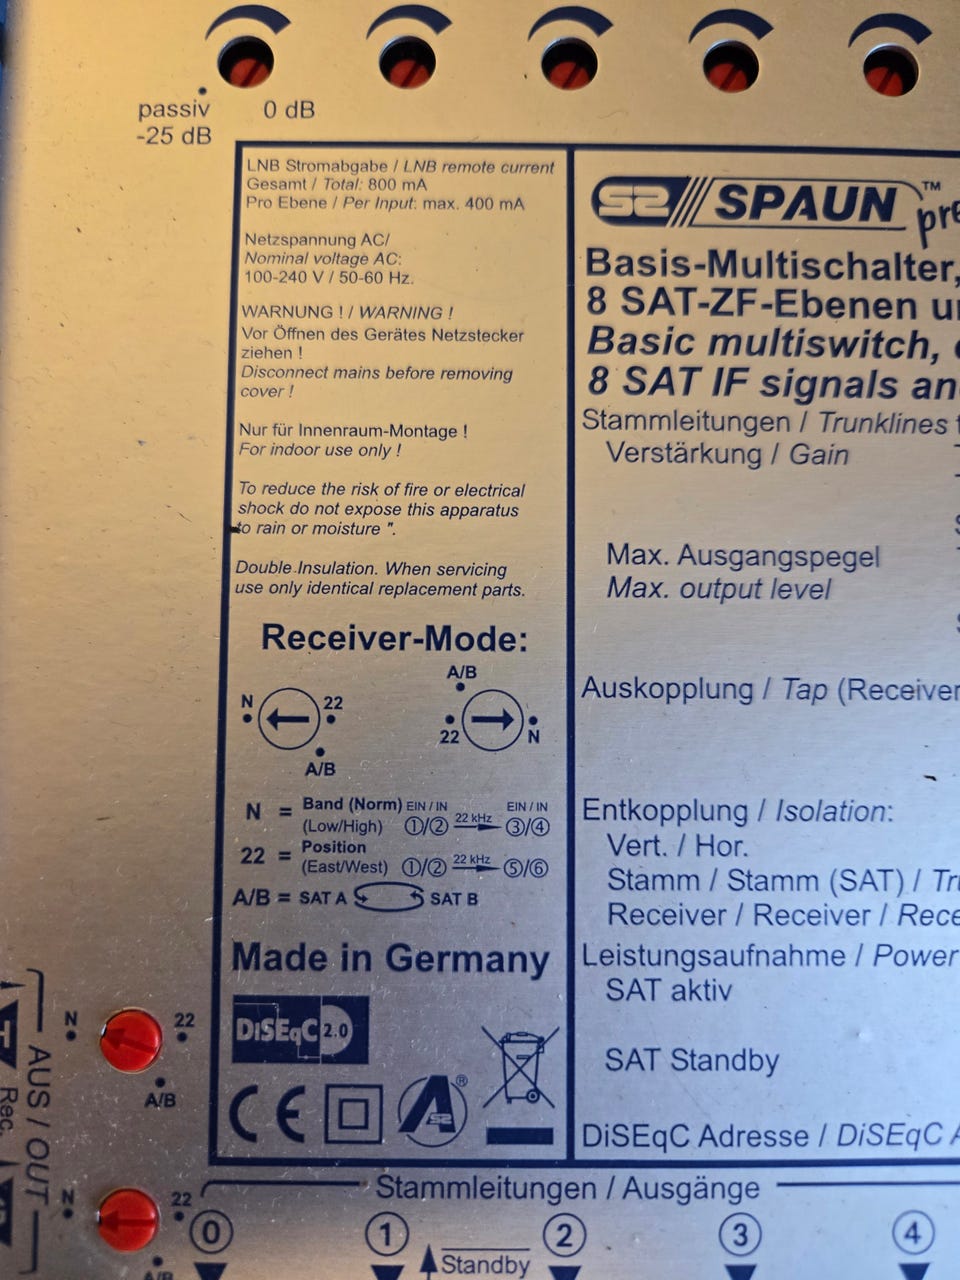 passiv
-25 dB
0 dB
LNB Stromabgabe / LNB remote current
Gesamt / Total: 800 mA
Pro Ebene / Per Input: max. 400 mA
Netzspannung AC/
Nominal voltage AC:
100-240 V / 50-60 Hz.
WARNUNG ! / WARNING !
Vor Öffnen des Gerätes Netzstecker
ziehen !
Disconnect mains before removing
cover !
Nur für Innenraum-Montage !
For indoor use only !
To reduce the risk of fire or electrical
shock do not expose this apparatus
to rain or moisture ".
Double Insulation. When servicing
use only identical replacement parts.
Receiver-Mode:
N 22
A/B
A/B
22 N
N = Band (Norm) EIN / IN EIN / IN
(Low/High) ①/② 22 kHz ③/④
22 = Position
(East/West) ①/② 22 kHz ⑤/⑥
A/B = SAT A SAT B
Made in Germany
DiSEqC 2.0
CE
SPAUN™
Basis-Multischalter,
8 SAT-ZF-Ebenen
Basic multiswitch,
8 SAT IF signals
Stammleitungen / Trunklines
Verstärkung / Gain
Max. Ausgangspegel
Max. output level
Auskopplung / Tap (Receiver
Entkopplung / Isolation:
Vert. / Hor.
Stamm / Stamm (SAT) /
Receiver / Receiver /
Leistungsaufnahme / Power
SAT aktiv
SAT Standby
DiSEqC Adresse / DiSEqC
N 22
A/B
AUS / OUT
Rec.
N 22
A/B
Stammleitungen / Ausgänge
0 1 2 3 4
Standby